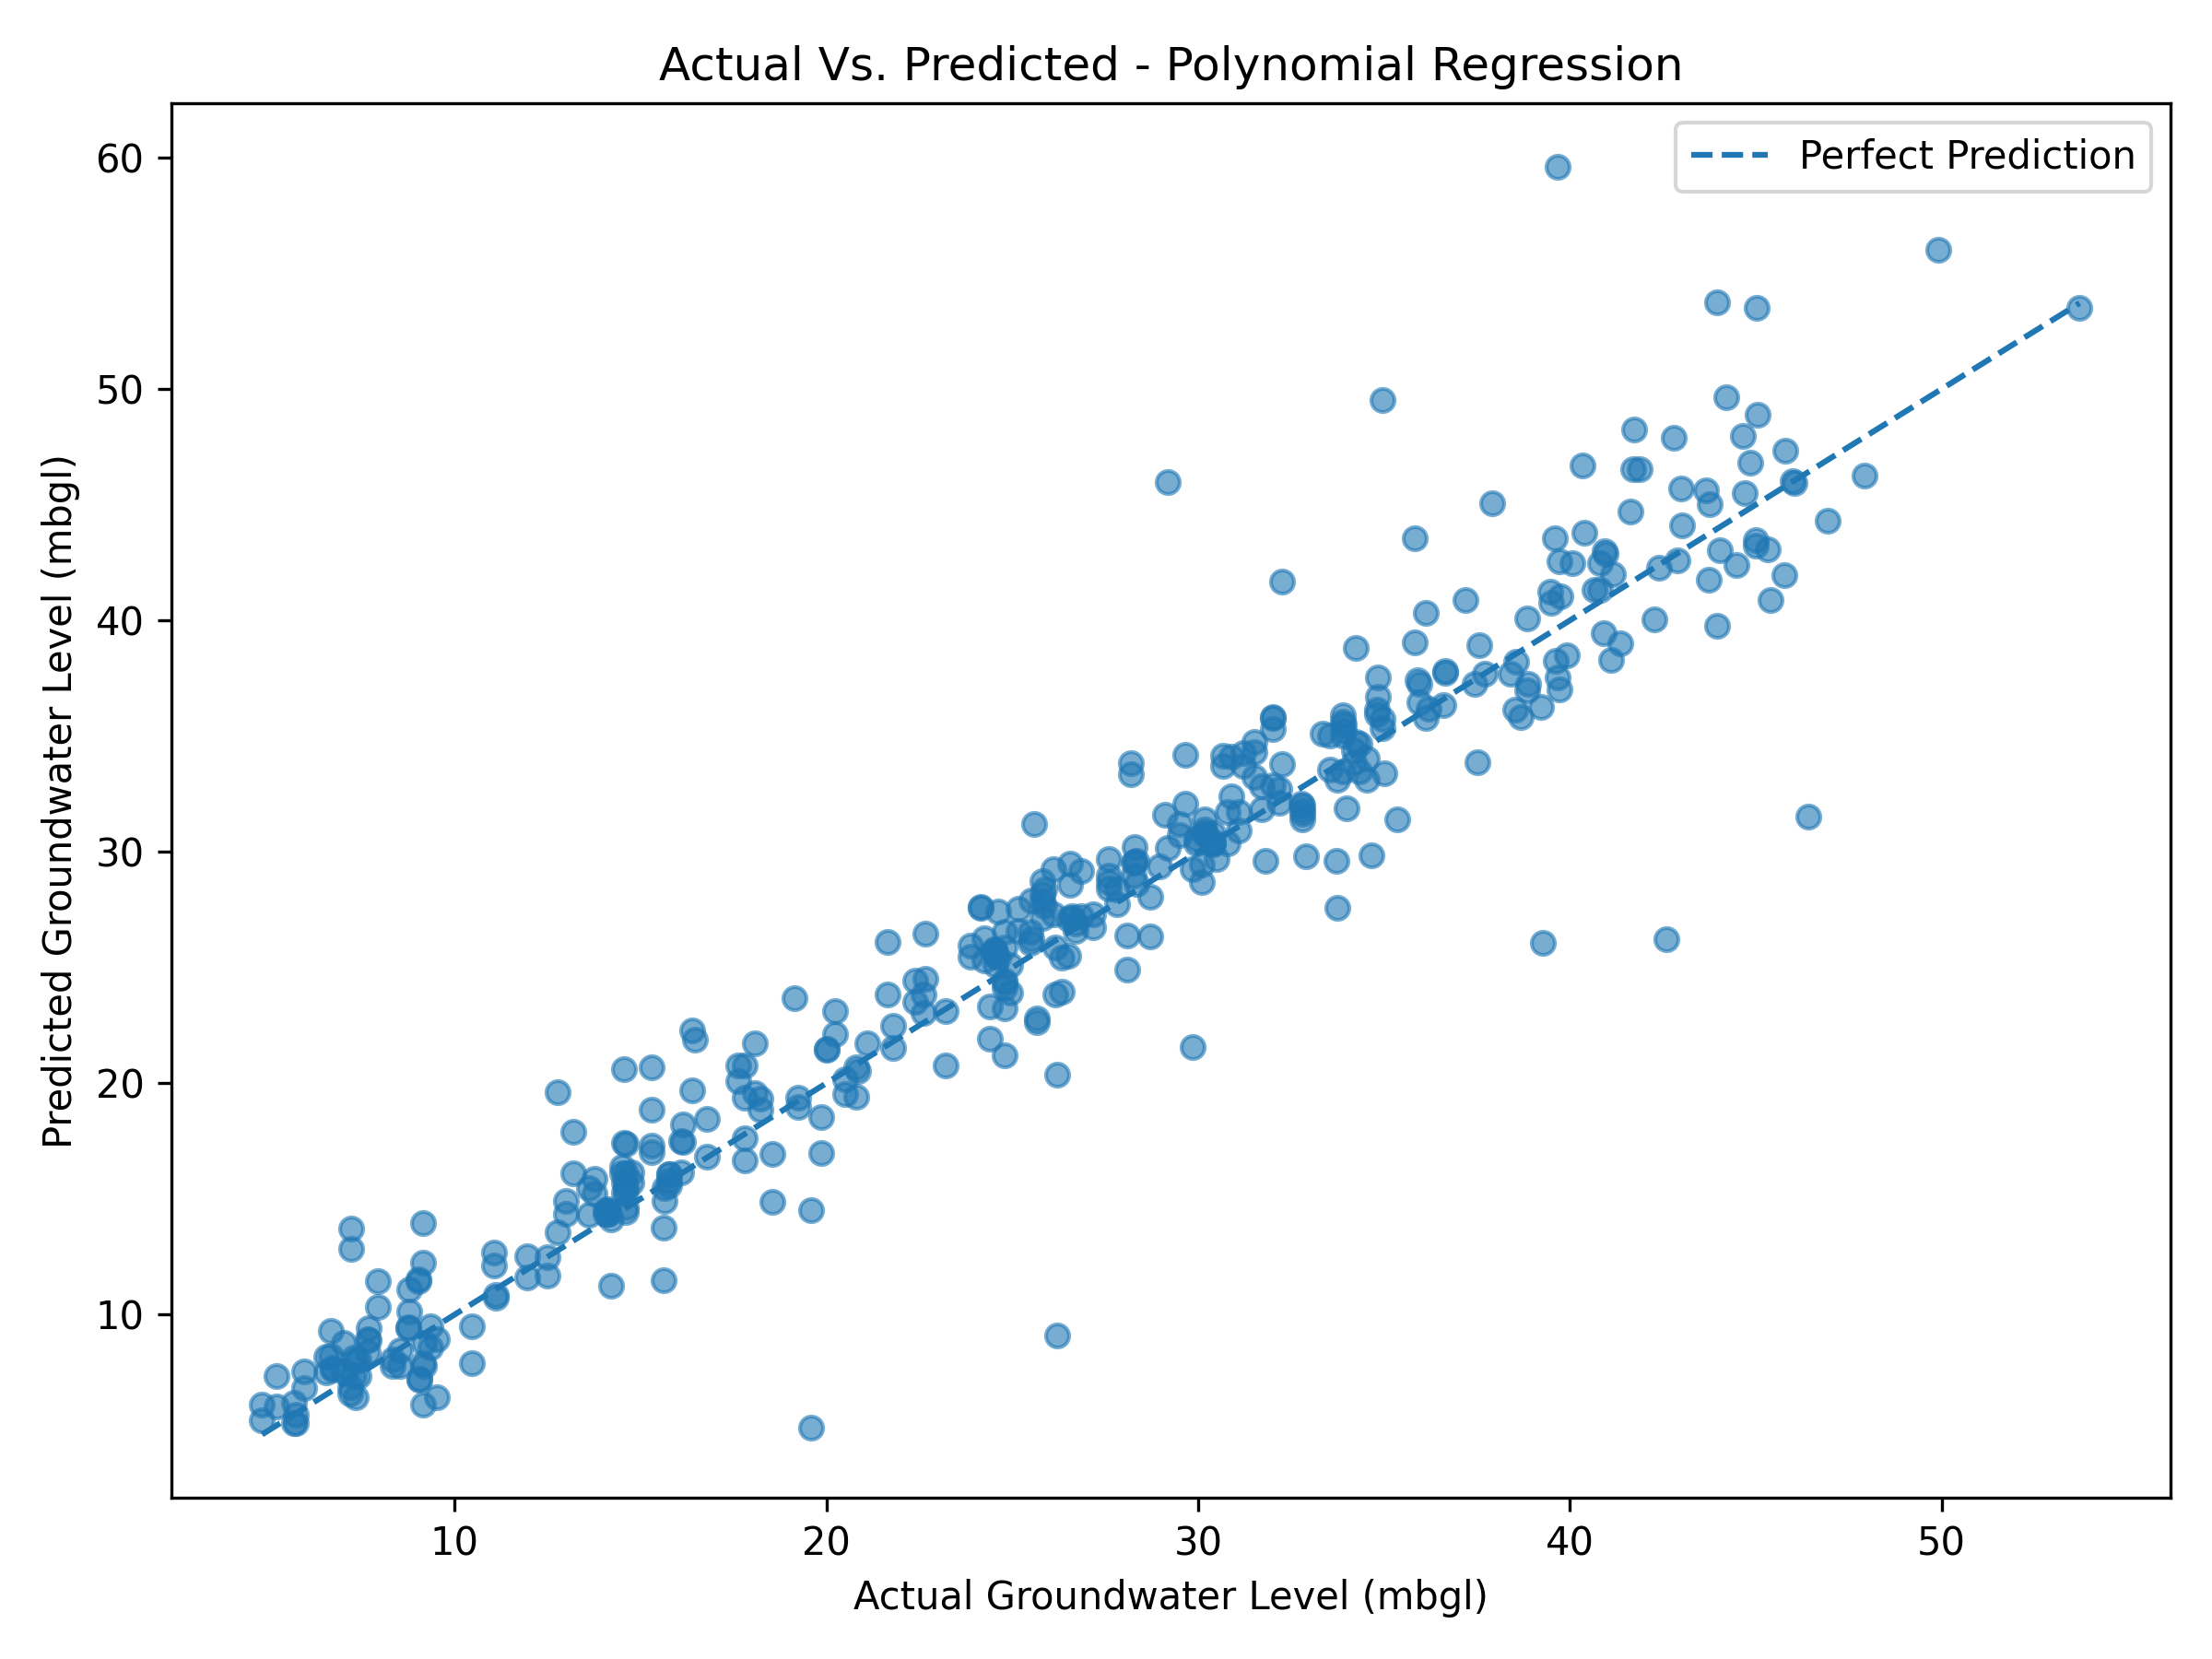 Actual Vs. Predicted - Polynomial Regression
Perfect Prediction
Predicted Groundwater Level (mbgl)
60
50
40
30
20
10
10 20 30 40 50
Actual Groundwater Level (mbgl)